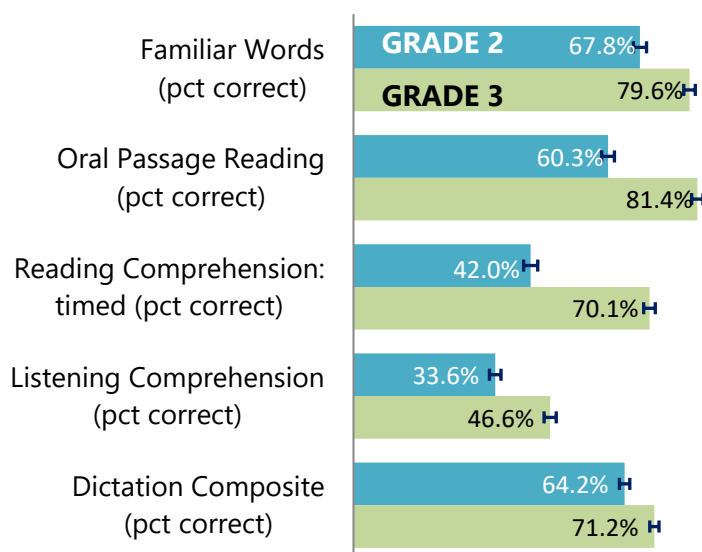 Familiar Words
(pct correct)
GRADE 2
67.8%
GRADE 3
79.6%
Oral Passage Reading
(pct correct)
60.3%
81.4%
Reading Comprehension:
timed (pct correct)
42.0%
70.1%
Listening Comprehension
(pct correct)
33.6%
46.6%
Dictation Composite
(pct correct)
64.2%
71.2%